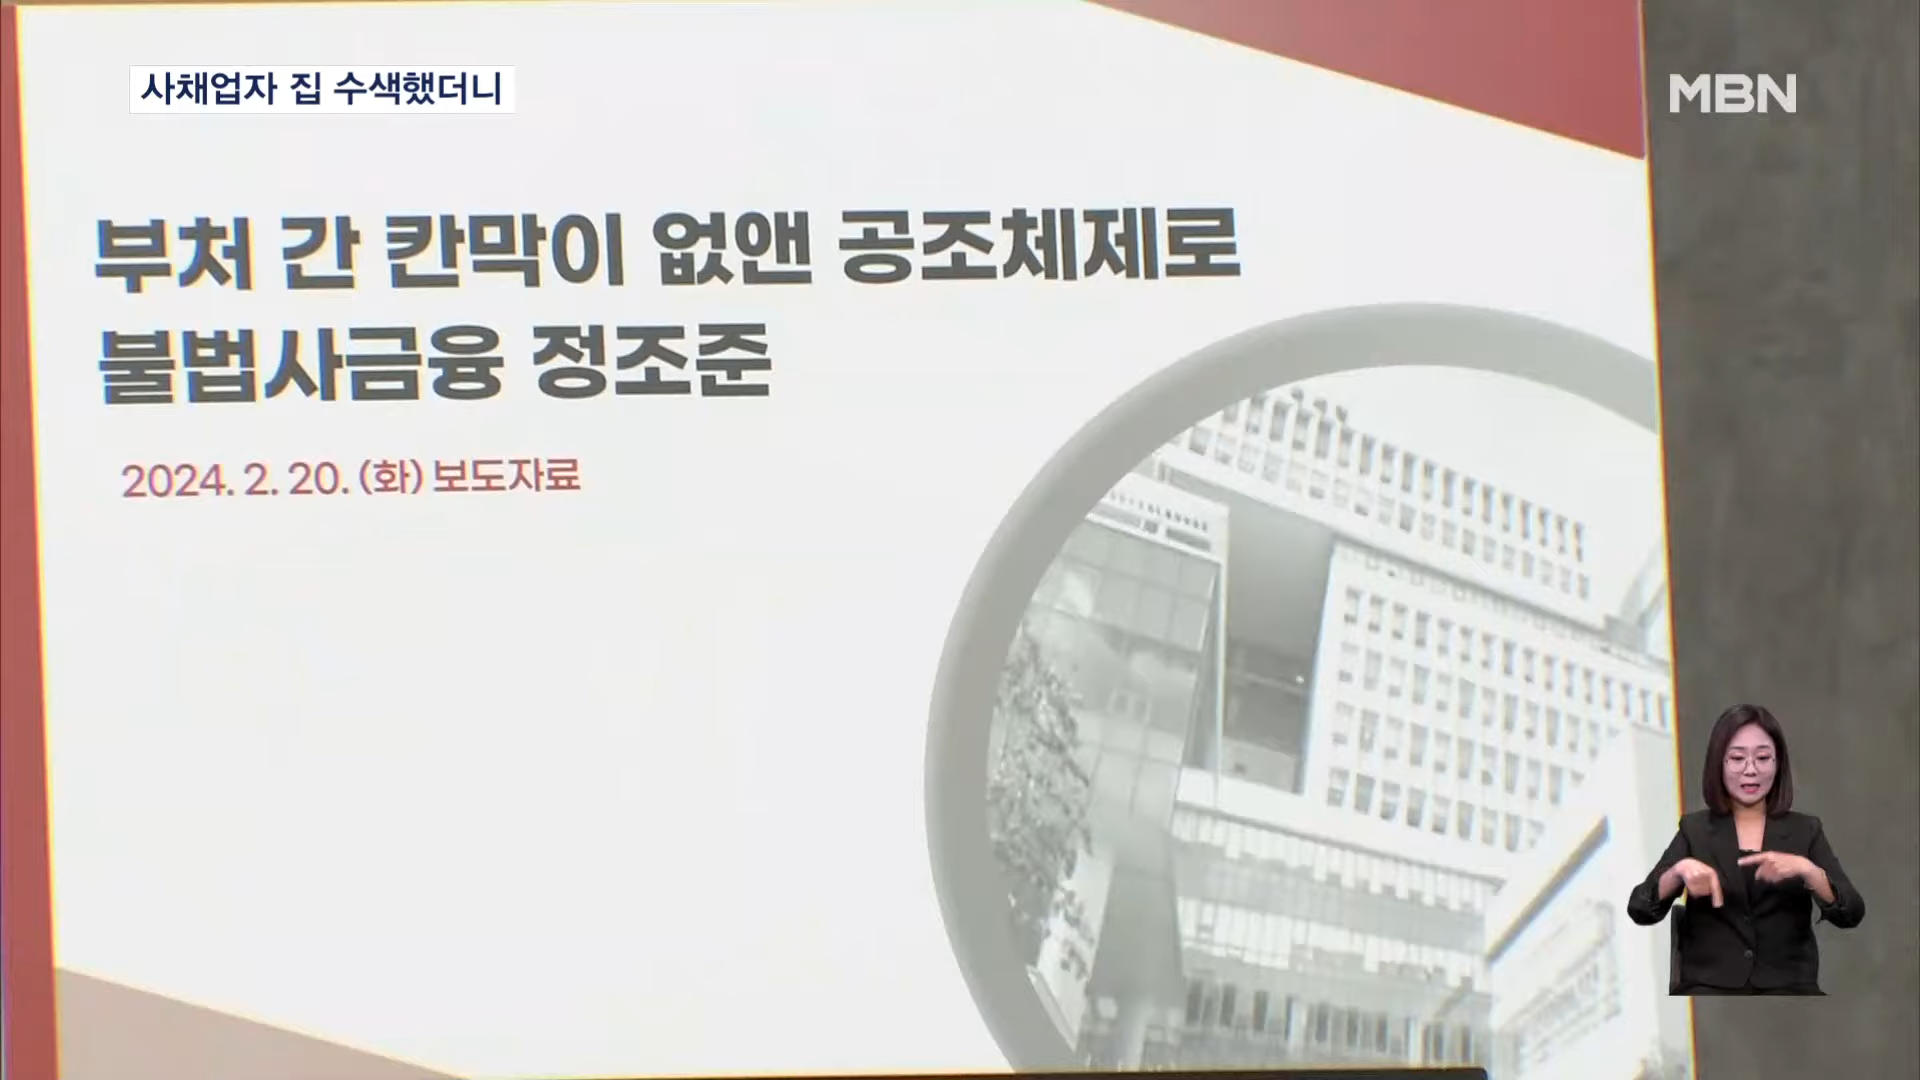 사채업자 집 수색했더니
MBN
부처 간 칸막이 없앤 공조체제로
불법사금융 정조준
2024. 2. 20. (화) 보도자료